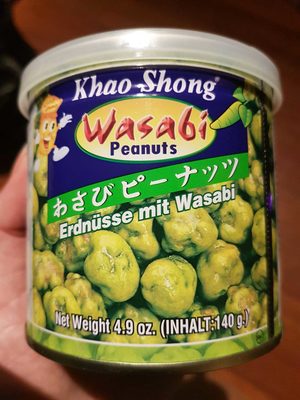 Khao Shong®
Wasabi
Peanuts
わさびピーナッツ
Erdnüsse mit Wasabi
Net Weight 4.9 oz. (INHALT:140 g.)